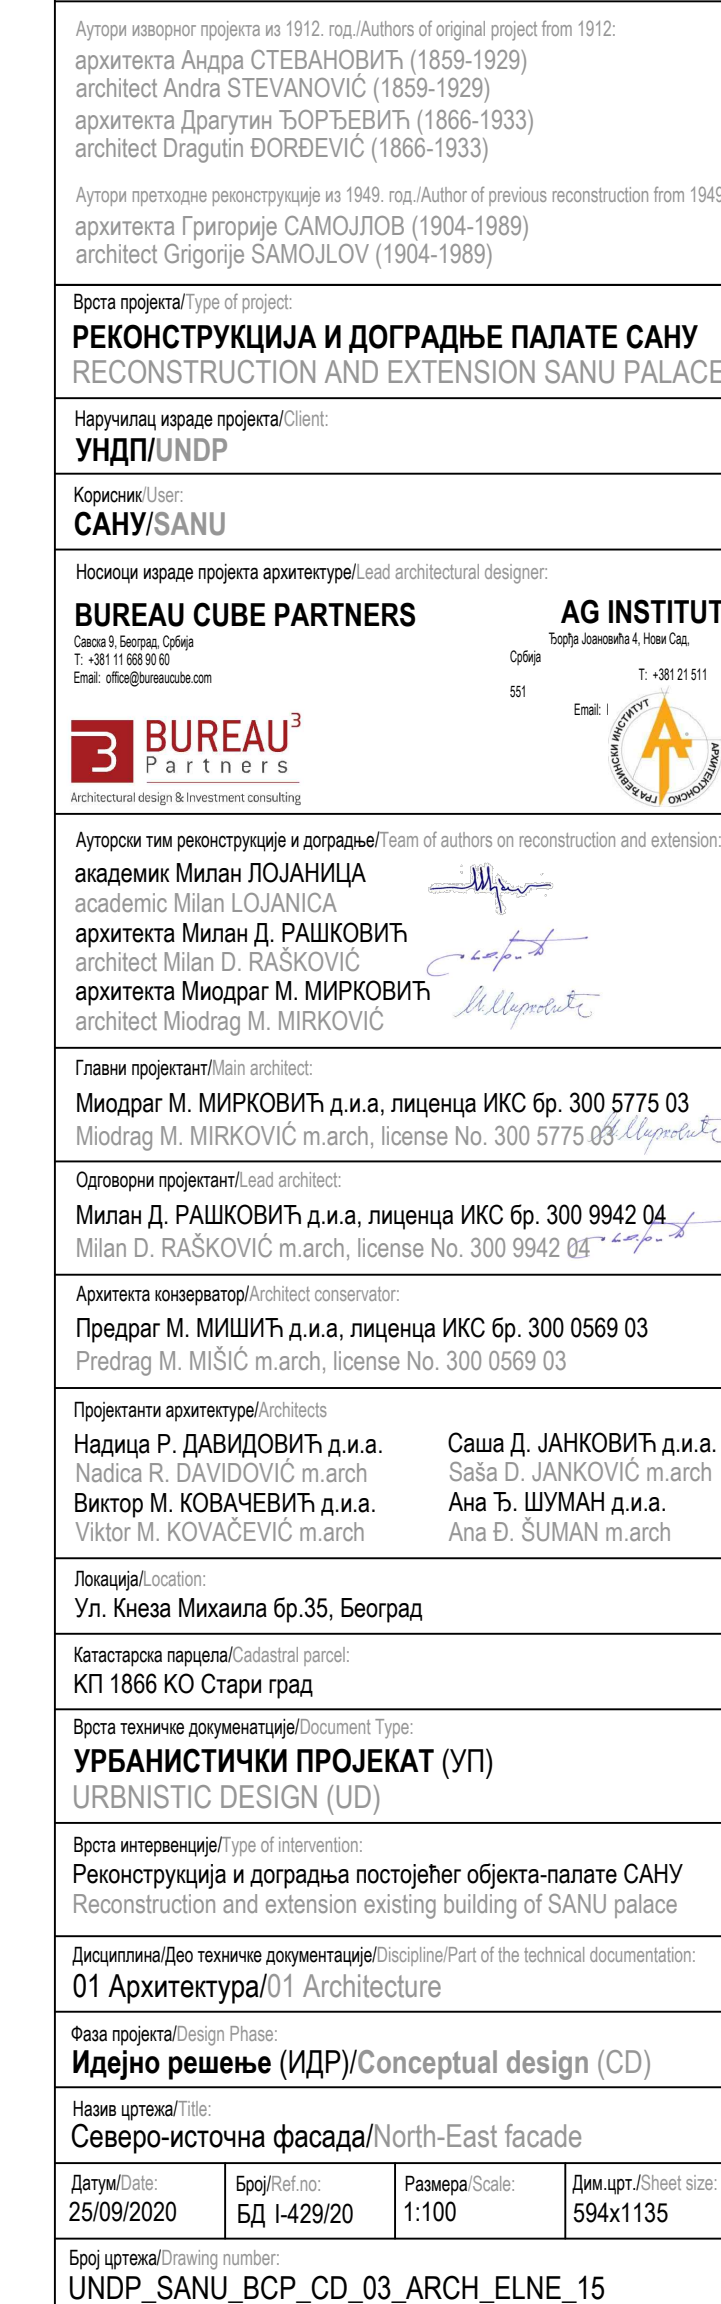 Аутори изворног пројекта из 1912. год./Authors of original project from 1912:
архитекта Андра СТЕВАНОВИЋ (1859-1929)
architect Andra STEVANOVIĆ (1859-1929)
архитекта Драгутин ЂОРЂЕВИЋ (1866-1933)
architect Dragutin ĐORĐEVIĆ (1866-1933)
Аутори претходне реконструкције из 1949. год./Author of previous reconstruction from 1949
архитекта Григорије САМОЈЛОВ (1904-1989)
architect Grigorije SAMOJLOV (1904-1989)
Врста пројекта/Type of project:
РЕКОНСТРУКЦИЈА И ДОГРАДЊЕ ПАЛАТЕ САНУ
RECONSTRUCTION AND EXTENSION SANU PALACE
Наручилац израде пројекта/Client:
УНДП/UNDP
Корисник/User:
САНУ/SANU
Носиоци израде пројекта архитектуре/Lead architectural designer:
BUREAU CUBE PARTNERS
Савска 9, Београд, Србија
T: +381 11 668 90 60
Email: office@bureaucube.com
BUREAU³
Partners
Architectural design & Investment consulting
AG INSTITUT
Ђорђа Јоановића 4, Нови Сад,
Србија
T: +381 21 511
551
Email:
ГРАЂЕВИНСКИ ИНСТИТУТ
АРХИТЕКТОНСКО
Ауторски тим реконструкције и доградње/Team of authors on reconstruction and extension:
академик Милан ЛОЈАНИЦА
academic Milan LOJANICA
архитекта Милан Д. РАШКОВИЋ
architect Milan D. RAŠKOVIĆ
архитекта Миодраг М. МИРКОВИЋ
architect Miodrag M. MIRKOVIĆ
Главни пројектант/Main architect:
Миодраг М. МИРКОВИЋ д.и.а, лиценца ИКС бр. 300 5775 03
Miodrag M. MIRKOVIĆ m.arch, license No. 300 5775 03
Одговорни пројектант/Lead architect:
Милан Д. РАШКОВИЋ д.и.а, лиценца ИКС бр. 300 9942 04
Milan D. RAŠKOVIĆ m.arch, license No. 300 9942 04
Архитекта конзерватор/Architect conservator:
Предраг М. МИШИЋ д.и.а, лиценца ИКС бр. 300 0569 03
Predrag M. MIŠIĆ m.arch, license No. 300 0569 03
Пројектанти архитектуре/Architects
Надица Р. ДАВИДОВИЋ д.и.а.
Nadica R. DAVIDOVIĆ m.arch
Виктор М. КОВАЧЕВИЋ д.и.а.
Viktor M. KOVAČEVIĆ m.arch
Саша Д. ЈАНКОВИЋ д.и.а.
Saša D. JANKOVIĆ m.arch
Ана Ђ. ШУМАН д.и.а.
Ana Đ. ŠUMAN m.arch
Локација/Location:
Ул. Кнеза Михаила бр.35, Београд
Катастарска парцела/Cadastral parcel:
КП 1866 КО Стари град
Врста техничке докуменатције/Document Type:
УРБАНИСТИЧКИ ПРОЈЕКАТ (УП)
URBNISTIC DESIGN (UD)
Врста интервенције/Type of intervention:
Реконструкција и доградња постојећег објекта-палате САНУ
Reconstruction and extension existing building of SANU palace
Дисциплина/Део техничке документације/Discipline/Part of the technical documentation:
01 Архитектура/01 Architecture
Фаза пројекта/Design Phase:
Идејно решење (ИДР)/Conceptual design (CD)
Назив цртежа/Title:
Северо-источна фасада/North-East facade
Датум/Date:
25/09/2020
Број/Ref.no:
БД I-429/20
Размера/Scale:
1:100
Дим.црт./Sheet size:
594x1135
Број цртежа/Drawing number:
UNDP_SANU_BCP_CD_03_ARCH_ELNE_15